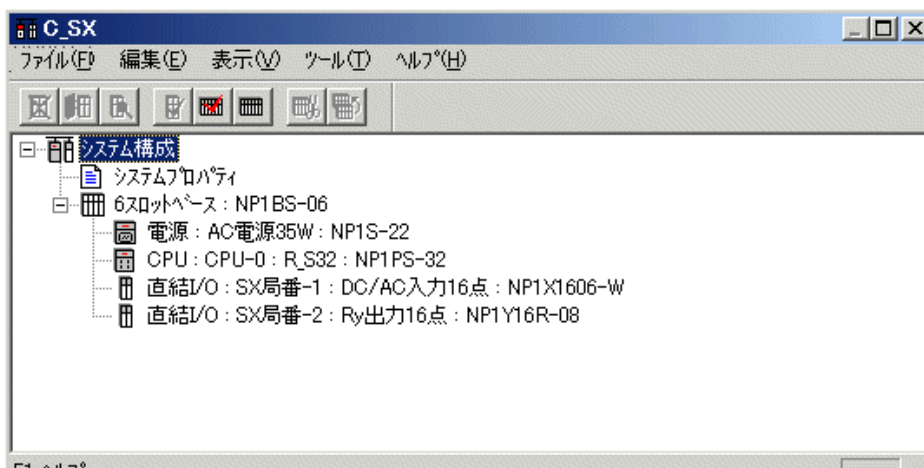 C_SX
ファイル(F) 編集(E) 表示(V) ツール(T) ヘルプ(H)
システム構成
システムプロパティ
6スロットベース : NP1BS-06
電源 : AC電源35W : NP1S-22
CPU : CPU-0 : R_S32 : NP1PS-32
直結I/O : SX局番-1 : DC/AC入力16点 : NP1X1606-W
直結I/O : SX局番-2 : Ry出力16点 : NP1Y16R-08
F1 ヘルプ